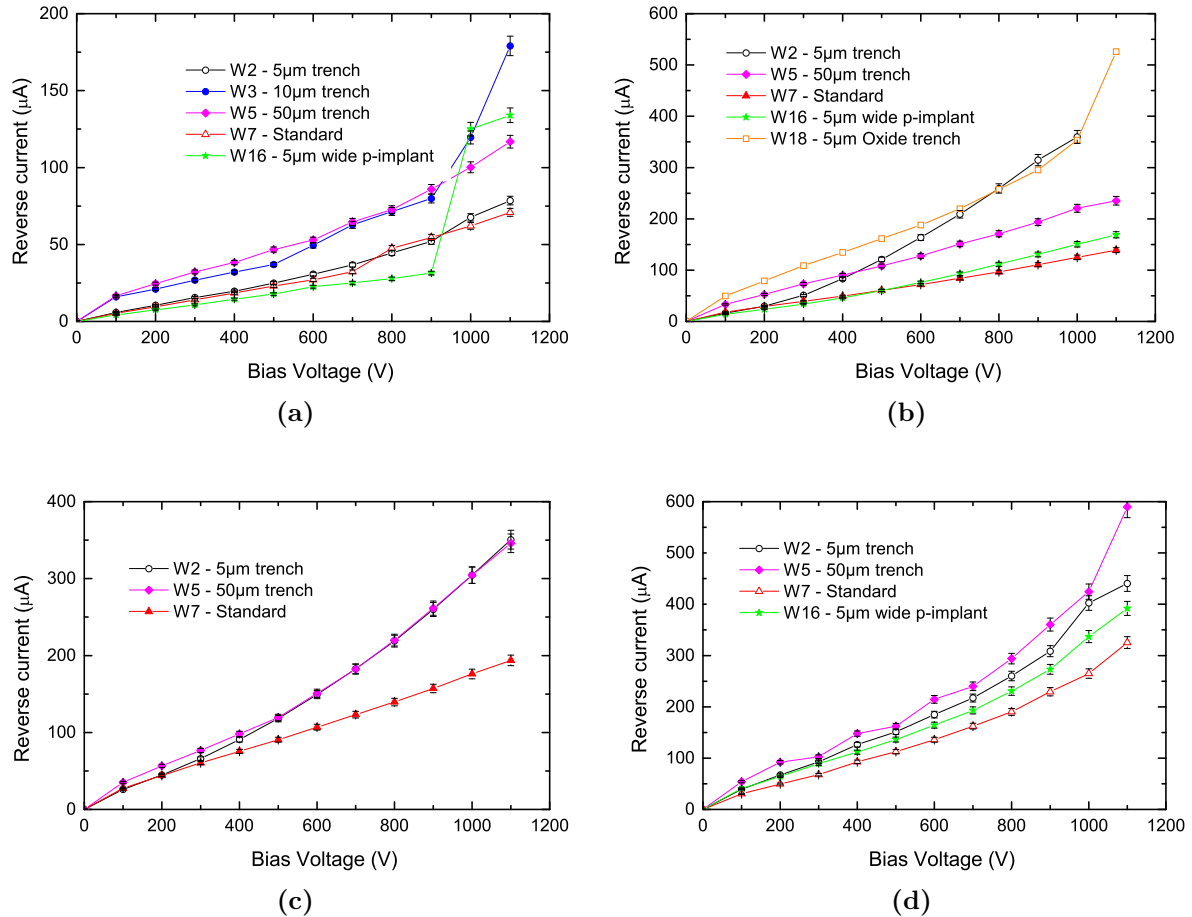 200
150
100
50
0
Reverse current (μA)
W2 - 5μm trench
W3 - 10μm trench
W5 - 50μm trench
W7 - Standard
W16 - 5μm wide p-implant
0 200 400 600 800 1000 1200
Bias Voltage (V)
(a)
600
500
400
300
200
100
0
Reverse current (μA)
W2 - 5μm trench
W5 - 50μm trench
W7 - Standard
W16 - 5μm wide p-implant
W18 - 5μm Oxide trench
0 200 400 600 800 1000 1200
Bias Voltage (V)
(b)
400
300
200
100
0
Reverse current (μA)
W2 - 5μm trench
W5 - 50μm trench
W7 - Standard
0 200 400 600 800 1000 1200
Bias Voltage (V)
(c)
600
500
400
300
200
100
0
Reverse current (μA)
W2 - 5μm trench
W5 - 50μm trench
W7 - Standard
W16 - 5μm wide p-implant
0 200 400 600 800 1000 1200
Bias Voltage (V)
(d)